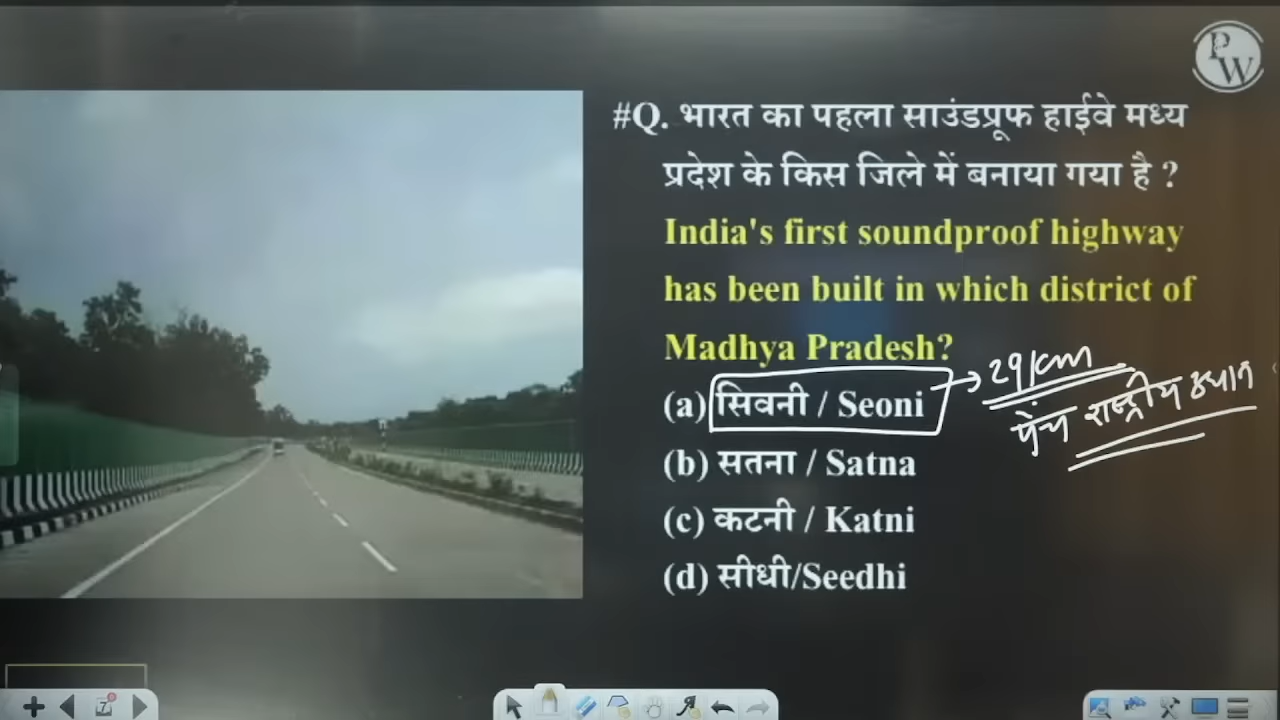 PW
#Q. भारत का पहला साउंडप्रूफ हाईवे मध्य
प्रदेश के किस जिले में बनाया गया है ?
India's first soundproof highway
has been built in which district of
Madhya Pradesh?
(a) सिवनी / Seoni
29 km
पेंच राष्ट्रीय उद्यान
(b) सतना / Satna
(c) कटनी / Katni
(d) सीधी/Seedhi